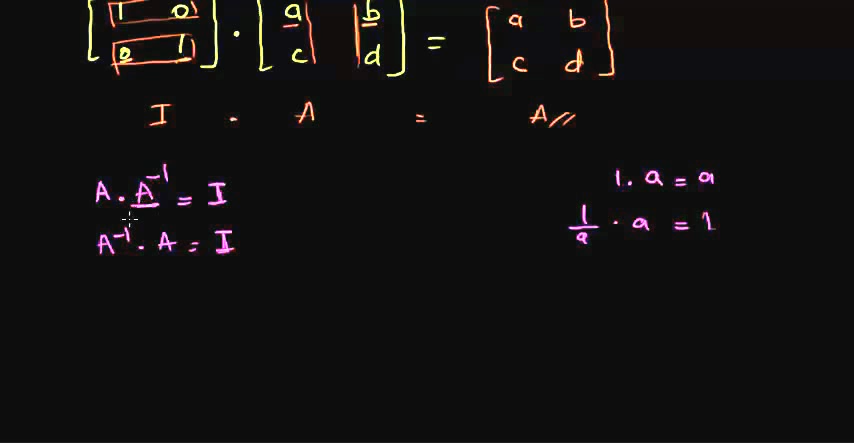 [1 0 0 1] · [a b c d] = [a b c d]
I . A = A //
A · A⁻¹ = I
1 . a = a
A⁻¹ . A = I
1/a · a = 1